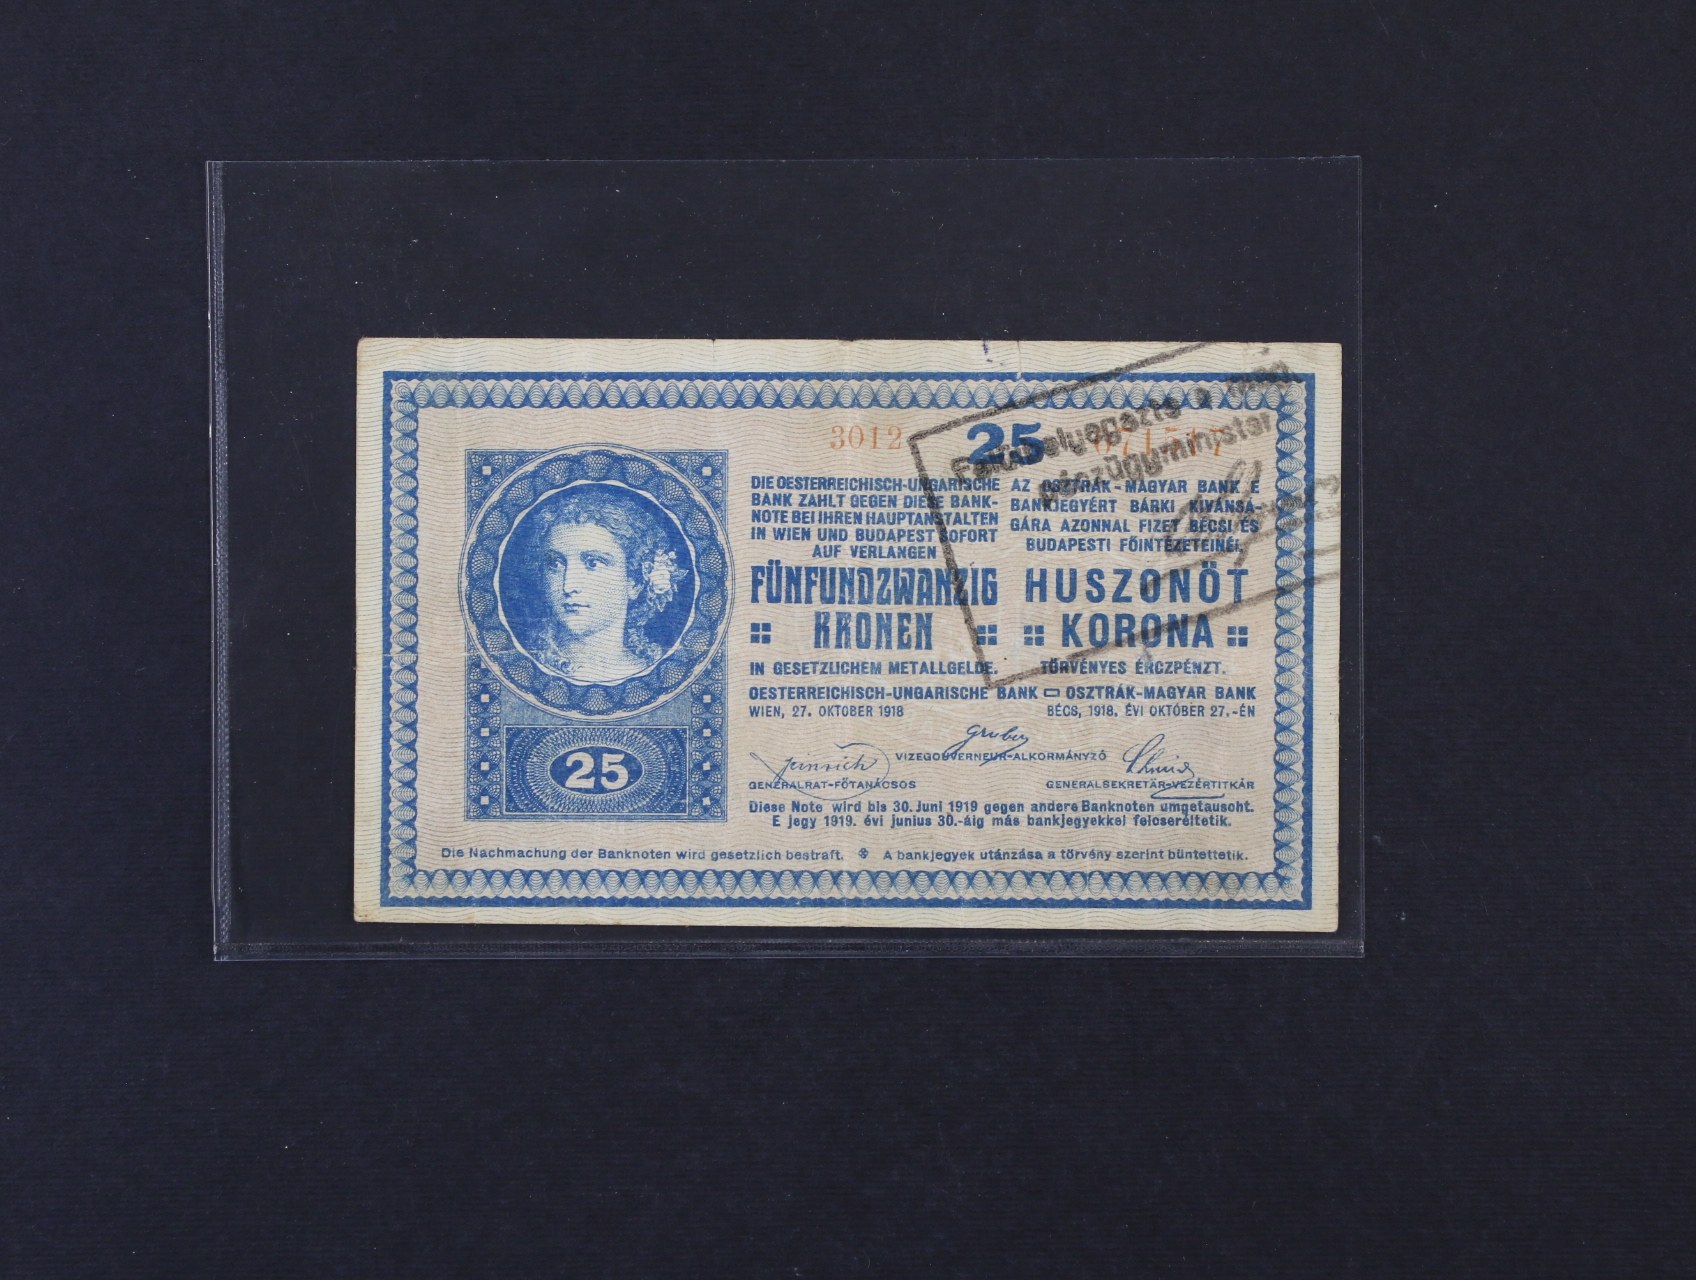 3012
25
DIE OESTERREICHISCH-UNGARISCHE
BANK ZAHLT GEGEN DIESE BANK-
NOTE BEI IHREN HAUPTANSTALTEN
IN WIEN UND BUDAPEST SOFORT
AUF VERLANGEN
FÜNFUNDZWANZIG
KRONEN
IN GESETZLICHEM METALLGELDE.
AZ OSZTRÁK-MAGYAR BANK E
BANKJEGYÉRT BÁRKI KIVÁNSÁ-
GÁRA AZONNAL FIZET BÉCSI ÉS
BUDAPESTI FŐINTÉZETEINÉL
HUSZONÖT
KORONA
TÖRVÉNYES ÉRCZPÉNZT.
OESTERREICHISCH-UNGARISCHE BANK OSZTRÁK-MAGYAR BANK
WIEN, 27. OKTOBER 1918 BÉCS, 1918. ÉVI OKTÓBER 27.-ÉN
Gruber
VIZEGOUVERNEUR-ALKORMÁNYZÓ
GENERALRAT-FŐTANÁCSOS GENERALSEKRETÄR-VEZÉRTITKÁR
Diese Note wird bis 30. Juni 1919 gegen andere Banknoten umgetauscht.
E jegy 1919. évi junius 30.-áig más bankjegyekkel felcseréltetik.
25
Die Nachmachung der Banknoten wird gesetzlich bestraft. A bankjegyek utánzása a törvény szerint büntettetik.
Felülbélyegezte a
pénzügyminister